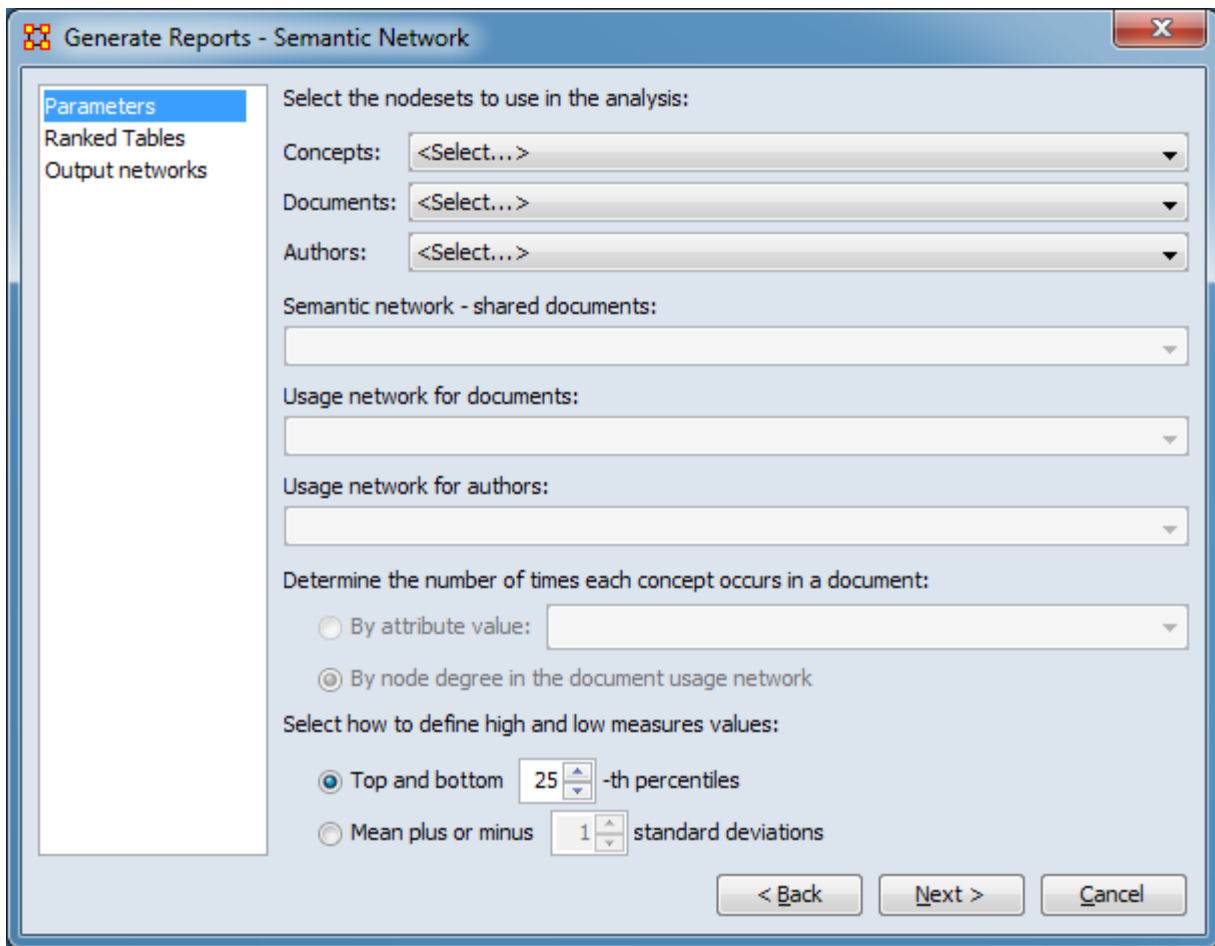 Generate Reports - Semantic Network
x
Parameters
Ranked Tables
Output networks
Select the nodesets to use in the analysis:
Concepts: <Select...>
Documents: <Select...>
Authors: <Select...>
Semantic network - shared documents:
Usage network for documents:
Usage network for authors:
Determine the number of times each concept occurs in a document:
By attribute value:
By node degree in the document usage network
Select how to define high and low measures values:
Top and bottom 25 -th percentiles
Mean plus or minus 1 standard deviations
< Back Next > Cancel